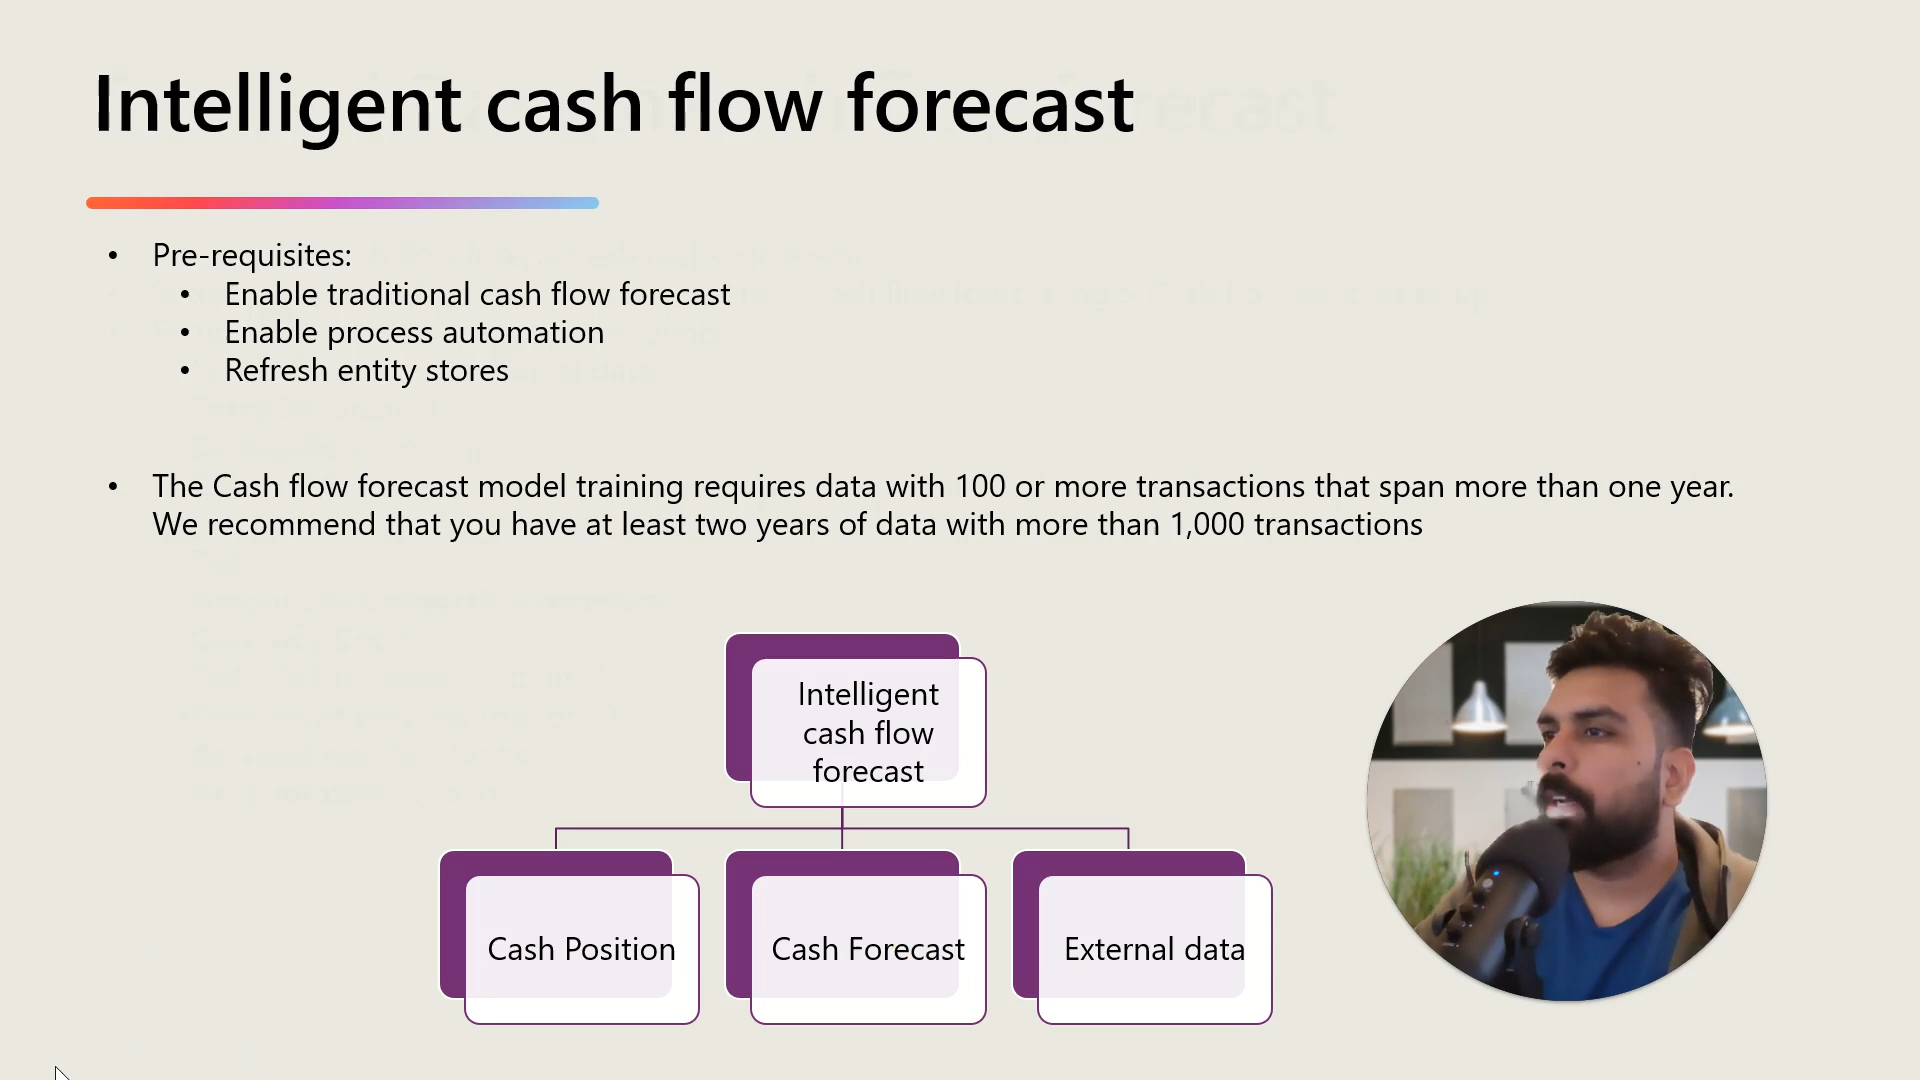 Intelligent cash flow forecast
• Pre-requisites:
• Enable traditional cash flow forecast
• Enable process automation
• Refresh entity stores
• The Cash flow forecast model training requires data with 100 or more transactions that span more than one year.
We recommend that you have at least two years of data with more than 1,000 transactions
Intelligent
cash flow
forecast
Cash Position
Cash Forecast
External data